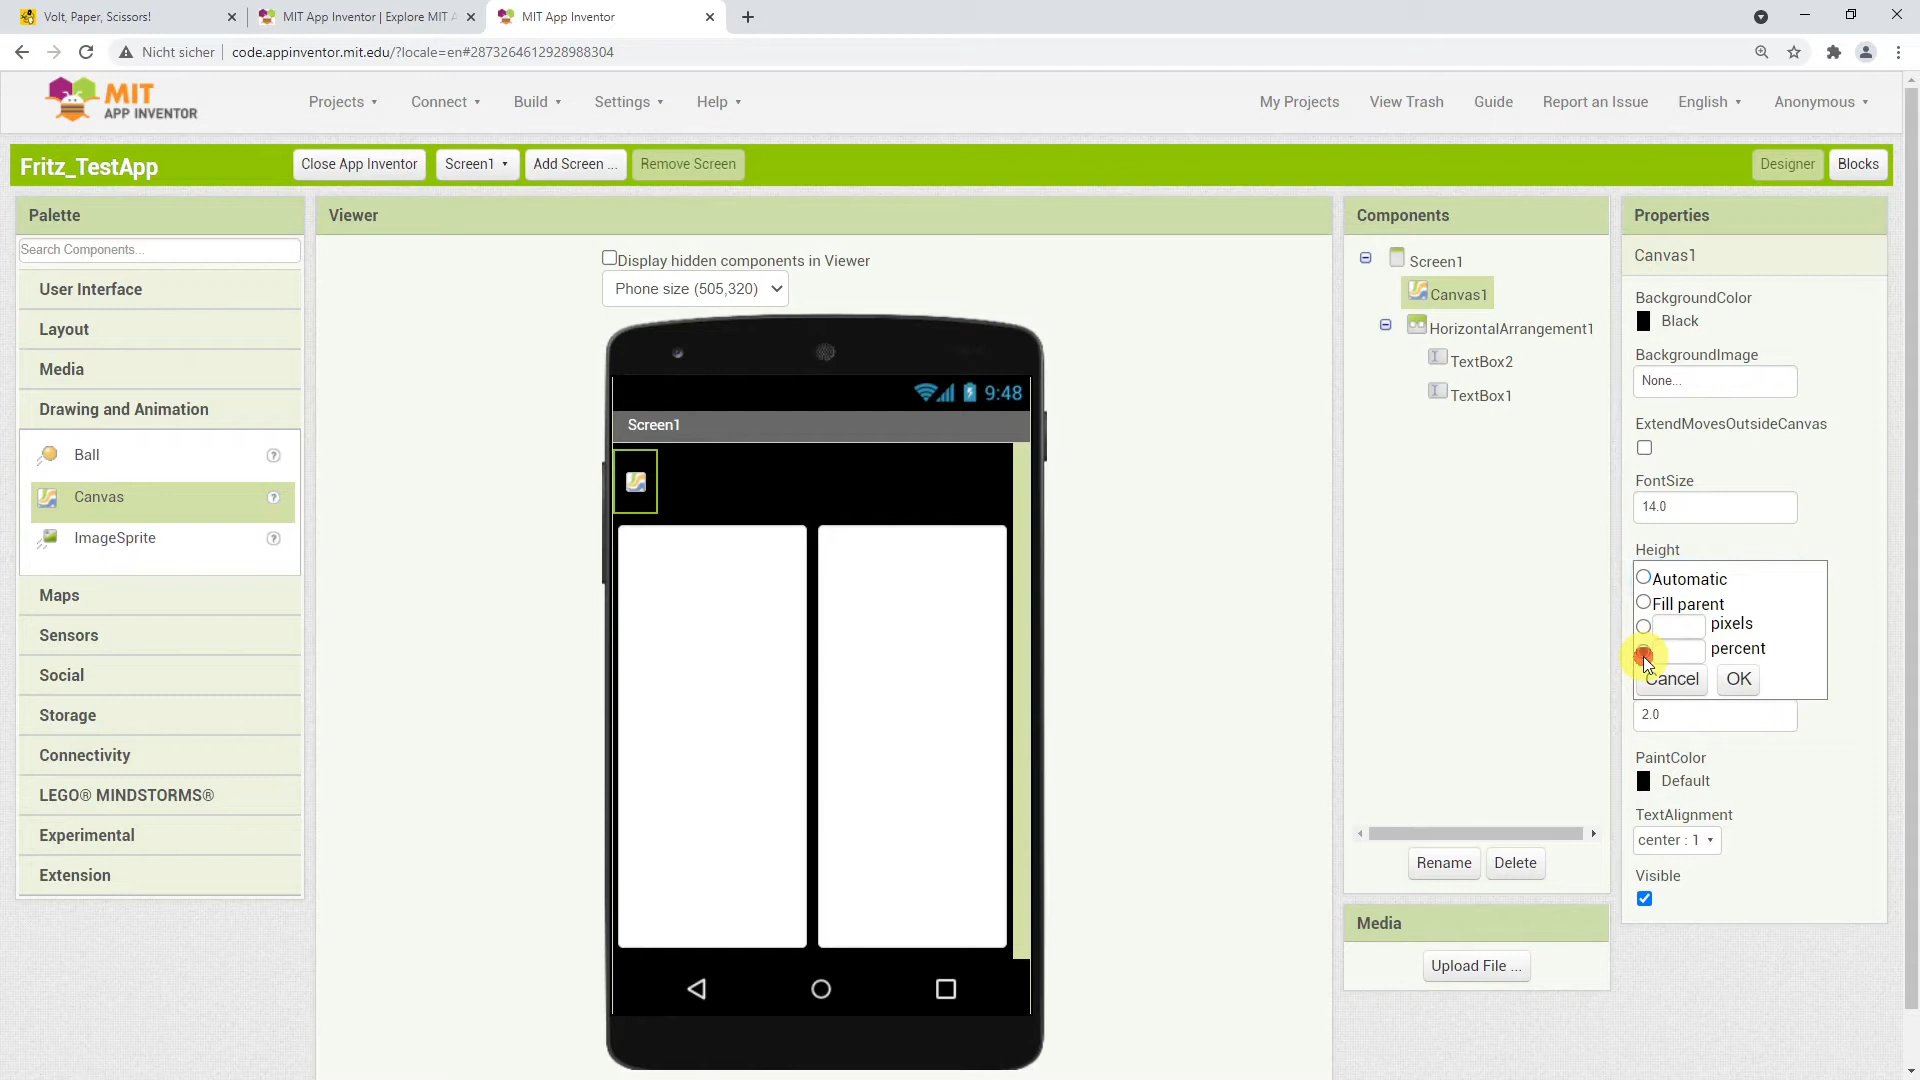 Volt, Paper, Scissors!
MIT App Inventor | Explore MIT A
MIT App Inventor
Nicht sicher
code.appinventor.mit.edu/?locale=en#2873264612928988304
MIT
APP INVENTOR
Projects
Connect
Build
Settings
Help
My Projects
View Trash
Guide
Report an Issue
English
Anonymous
Fritz_TestApp
Close App Inventor
Screen1
Add Screen ...
Remove Screen
Designer
Blocks
Palette
Search Components...
User Interface
Layout
Media
Drawing and Animation
Ball
?
Canvas
?
ImageSprite
?
Maps
Sensors
Social
Storage
Connectivity
LEGO® MINDSTORMS®
Experimental
Extension
Viewer
Display hidden components in Viewer
Phone size (505,320)
9:48
Screen1
Components
Screen1
Canvas1
HorizontalArrangement1
TextBox2
TextBox1
Rename
Delete
Media
Upload File ...
Properties
Canvas1
BackgroundColor
Black
BackgroundImage
None...
ExtendMovesOutsideCanvas
FontSize
14.0
Height
Automatic
Fill parent
pixels
percent
Cancel
OK
2.0
PaintColor
Default
TextAlignment
center : 1
Visible